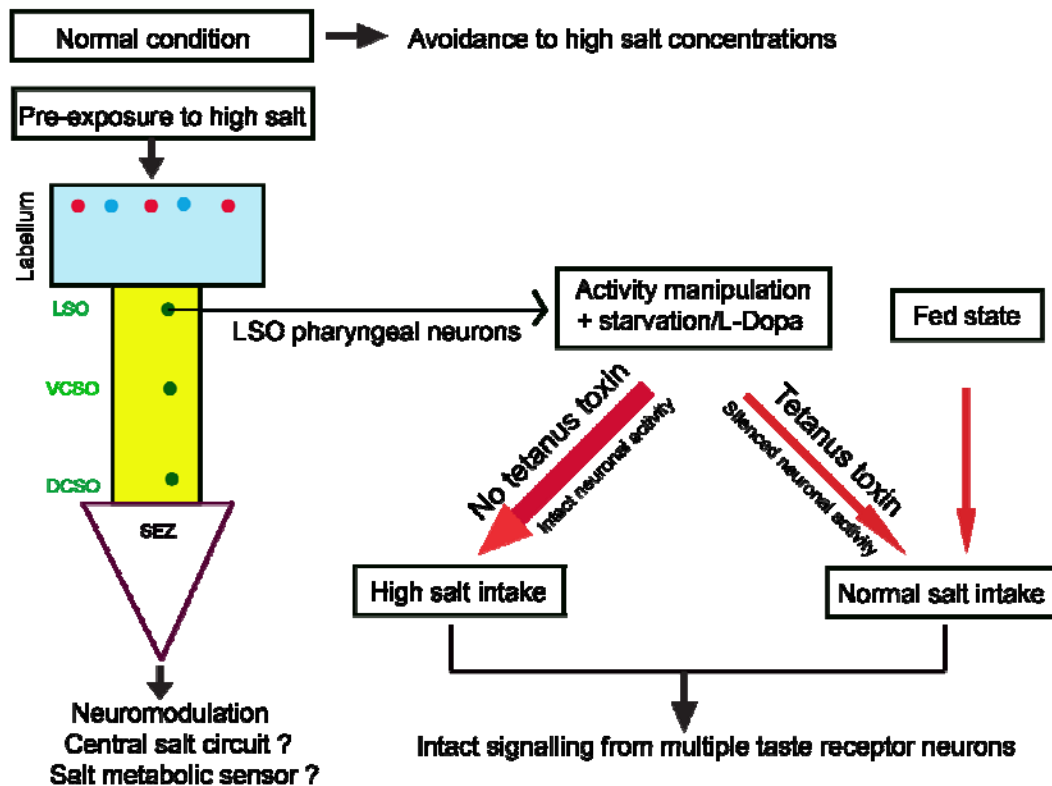 Normal condition
Avoidance to high salt concentrations
Pre-exposure to high salt
Labellum
LSO
VCSO
DCSO
SEZ
LSO pharyngeal neurons
Activity manipulation
+ starvation/L-Dopa
Fed state
No tetanus toxin
Intact neuronal activity
Tetanus toxin
Silenced neuronal activity
High salt intake
Normal salt intake
Neuromodulation
Central salt circuit ?
Salt metabolic sensor ?
Intact signalling from multiple taste receptor neurons